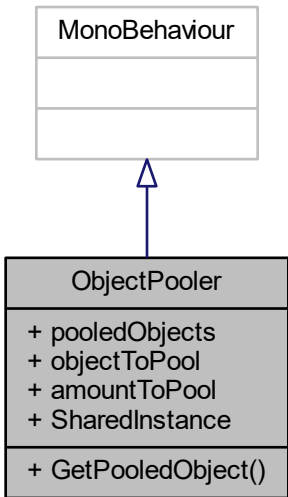 MonoBehaviour
ObjectPooler
+ pooledObjects
+ objectToPool
+ amountToPool
+ SharedInstance
+ GetPooledObject()